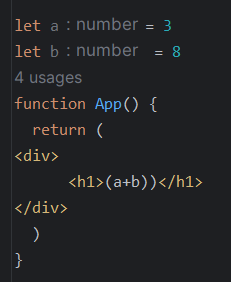 let a : number = 3
let b : number = 8
4 usages
function App() {
  return (
<div>
      <h1>(a+b))</h1>
</div>
  )
}